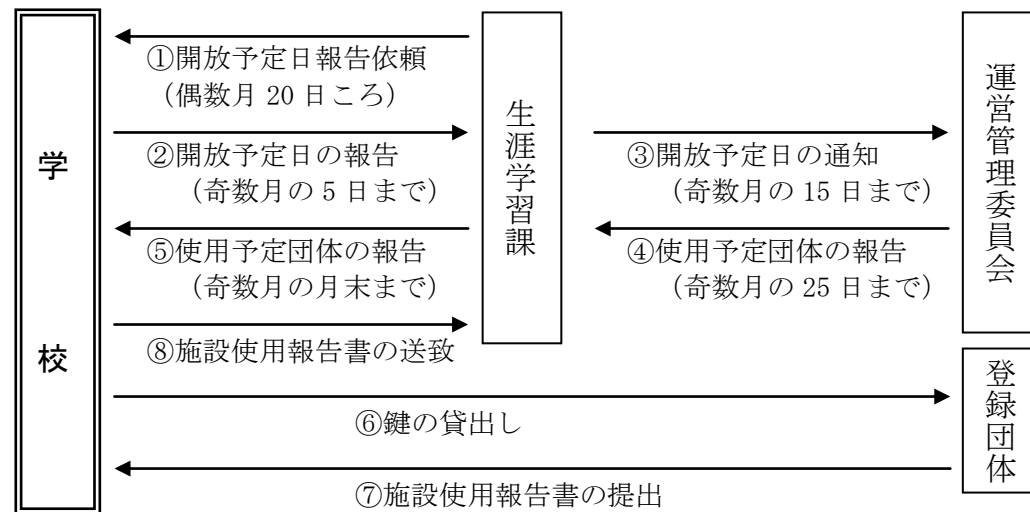 学校
①開放予定日報告依頼
(偶数月 20 日ころ)
②開放予定日の報告
(奇数月の 5 日まで)
⑤使用予定団体の報告
(奇数月の月末まで)
⑧施設使用報告書の送致
生涯学習課
③開放予定日の通知
(奇数月の 15 日まで)
④使用予定団体の報告
(奇数月の 25 日まで)
運営管理委員会
⑥鍵の貸出し
⑦施設使用報告書の提出
登録団体